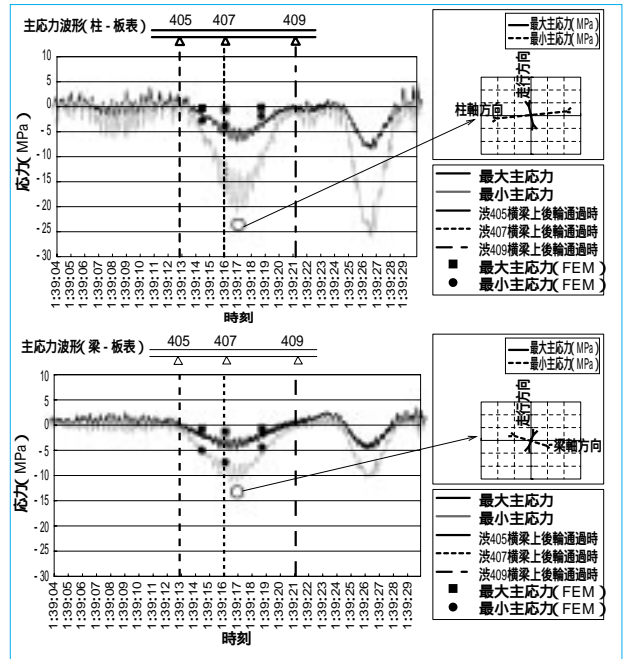 主応力波形(柱-板表)
405
407
409
応力(MPa)
10
5
0
-5
-10
-15
-20
-25
-30
1:39:04
1:39:05
1:39:06
1:39:07
1:39:08
1:39:09
1:39:10
1:39:11
1:39:12
1:39:13
1:39:14
1:39:15
1:39:16
1:39:17
1:39:18
1:39:19
1:39:20
1:39:21
1:39:22
1:39:23
1:39:24
1:39:25
1:39:26
1:39:27
1:39:28
1:39:29
時刻
最大主応力(MPa)
最小主応力(MPa)
走行方向
柱軸方向
最大主応力
最小主応力
渋405横梁上後輪通過時
渋407横梁上後輪通過時
渋409横梁上後輪通過時
最大主応力(FEM)
最小主応力(FEM)
主応力波形(梁-板表)
405
407
409
応力(MPa)
10
5
0
-5
-10
-15
-20
-25
-30
1:39:04
1:39:05
1:39:06
1:39:07
1:39:08
1:39:09
1:39:10
1:39:11
1:39:12
1:39:13
1:39:14
1:39:15
1:39:16
1:39:17
1:39:18
1:39:19
1:39:20
1:39:21
1:39:22
1:39:23
1:39:24
1:39:25
1:39:26
1:39:27
1:39:28
1:39:29
時刻
最大主応力(MPa)
最小主応力(MPa)
走行方向
梁軸方向
最大主応力
最小主応力
渋405横梁上後輪通過時
渋407横梁上後輪通過時
渋409横梁上後輪通過時
最大主応力(FEM)
最小主応力(FEM)